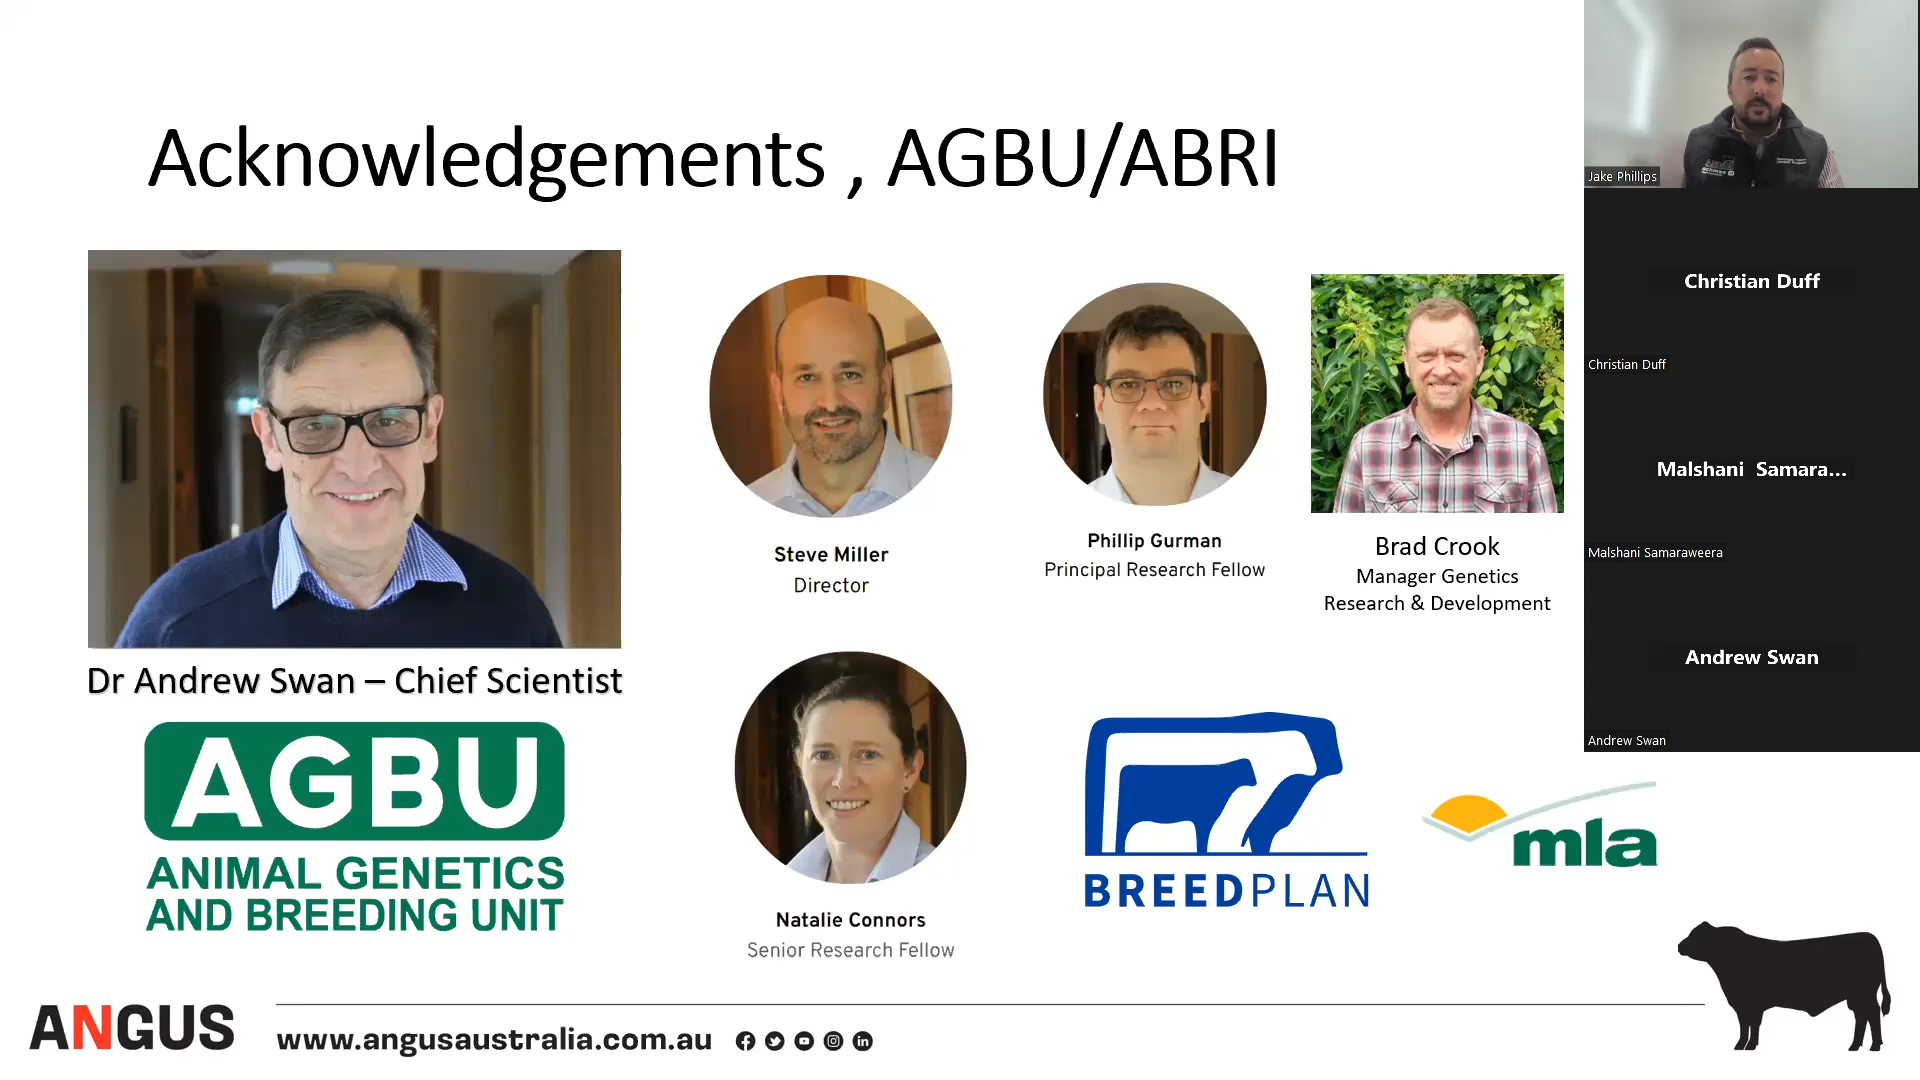 Acknowledgements , AGBU/ABRI
Dr Andrew Swan – Chief Scientist
AGBU
ANIMAL GENETICS
AND BREEDING UNIT
Steve Miller
Director
Phillip Gurman
Principal Research Fellow
Brad Crook
Manager Genetics
Research & Development
Natalie Connors
Senior Research Fellow
BREEDPLAN
mla
ANGUS
www.angusaustralia.com.au
Jake Phillips
Christian Duff
Christian Duff
Malshani Samara...
Malshani Samaraweera
Andrew Swan
Andrew Swan